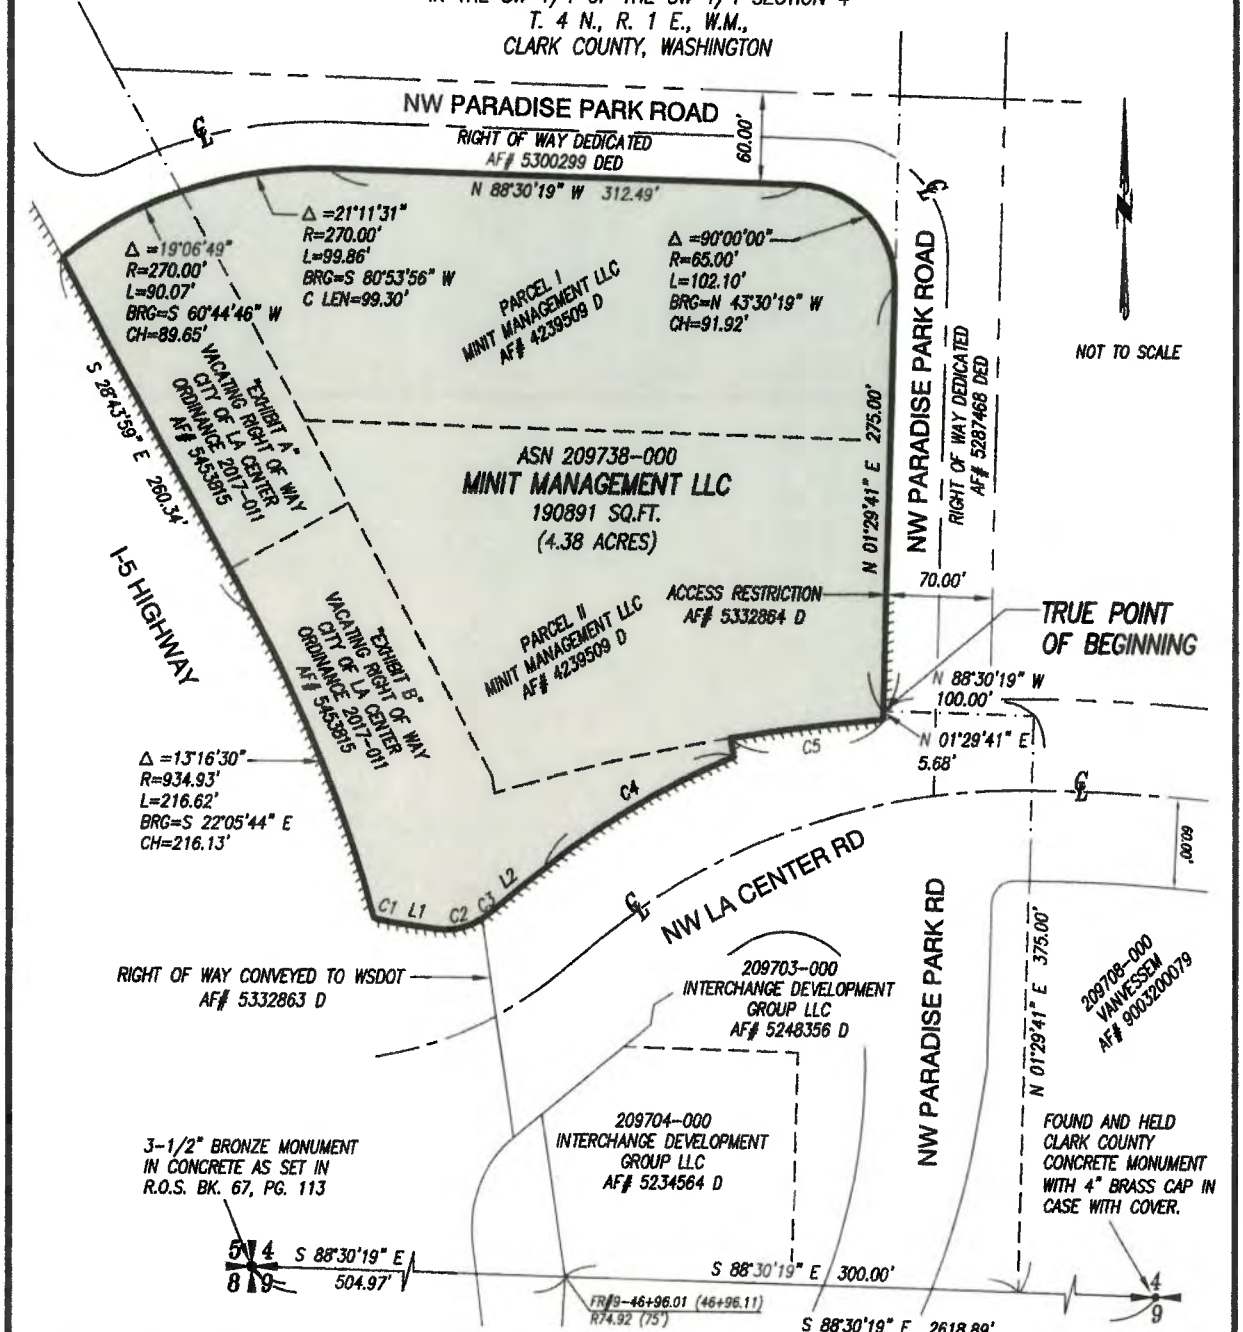 T. 4 N., R. 1 E., W.M.,
CLARK COUNTY, WASHINGTON
NW PARADISE PARK ROAD
RIGHT OF WAY DEDICATED
AF# 5300299 DED
60.00'
N 88°30'19" W 312.49'
Δ =19°06'49"
R=270.00'
L=90.07'
BRG=S 60°44'46" W
CH=89.65'
Δ =21°11'31"
R=270.00'
L=99.86'
BRG=S 80°53'56" W
C LEN=99.30'
PARCEL I
MINIT MANAGEMENT LLC
AF# 4239509 D
Δ =90°00'00"
R=65.00'
L=102.10'
BRG=N 43°30'19" W
CH=91.92'
NW PARADISE PARK ROAD
RIGHT OF WAY DEDICATED
AF# 5287468 DED
N
NOT TO SCALE
S 28°43'59" E 260.34'
"EXHIBIT A"
VACATING RIGHT OF WAY
CITY OF LA CENTER
ORDINANCE 2017-011
AF# 5453815
ASN 209738-000
MINIT MANAGEMENT LLC
190891 SQ.FT.
(4.38 ACRES)
N 01°29'41" E 275.00'
I-5 HIGHWAY
"EXHIBIT B"
VACATING RIGHT OF WAY
CITY OF LA CENTER
ORDINANCE 2017-011
AF# 5453815
PARCEL II
MINIT MANAGEMENT LLC
AF# 4239509 D
ACCESS RESTRICTION
AF# 5332864 D
70.00'
TRUE POINT
OF BEGINNING
N 88°30'19" W
100.00'
N 01°29'41" E
5.68'
C5
C4
Δ =13°16'30"
R=934.93'
L=216.62'
BRG=S 22°05'44" E
CH=216.13'
C1 L1 C2 C3 L2
NW LA CENTER RD
60.00'
RIGHT OF WAY CONVEYED TO WSDOT
AF# 5332863 D
209703-000
INTERCHANGE DEVELOPMENT
GROUP LLC
AF# 5248356 D
NW PARADISE PARK RD
N 01°29'41" E 375.00'
209708-000
VANVESSEM
AF# 9003200079
209704-000
INTERCHANGE DEVELOPMENT
GROUP LLC
AF# 5234564 D
3-1/2" BRONZE MONUMENT
IN CONCRETE AS SET IN
R.O.S. BK. 67, PG. 113
FOUND AND HELD
CLARK COUNTY
CONCRETE MONUMENT
WITH 4" BRASS CAP IN
CASE WITH COVER.
5 4
8 9
S 88°30'19" E
504.97'
S 88°30'19" E 300.00'
FR/9-46+96.01 (46+96.11)
R74.92 (75')
4
9
S 88°30'19" E 2618.89'